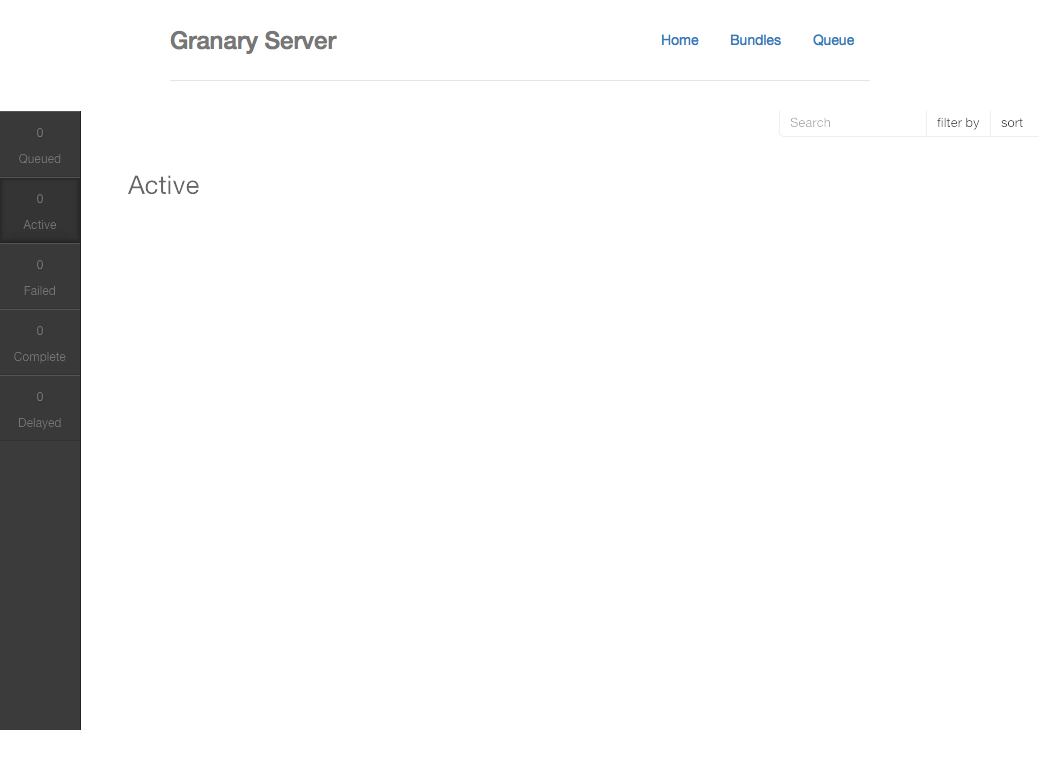 Granary Server
Home Bundles Queue
Search filter by sort
0
Queued
0
Active
0
Failed
0
Complete
0
Delayed
Active